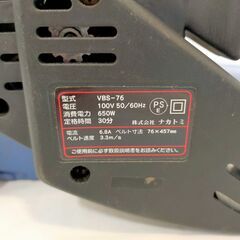 型式 VBS-76
電圧 100V 50/60Hz
消費電力 650W
定格時間 30分
PS
E
株式会社 ナカトミ
電流 6.8A ベルト寸法 76×457mm
ベルト速度 3.3m/s
ご使用前に必ず取扱説明書をお読みください。